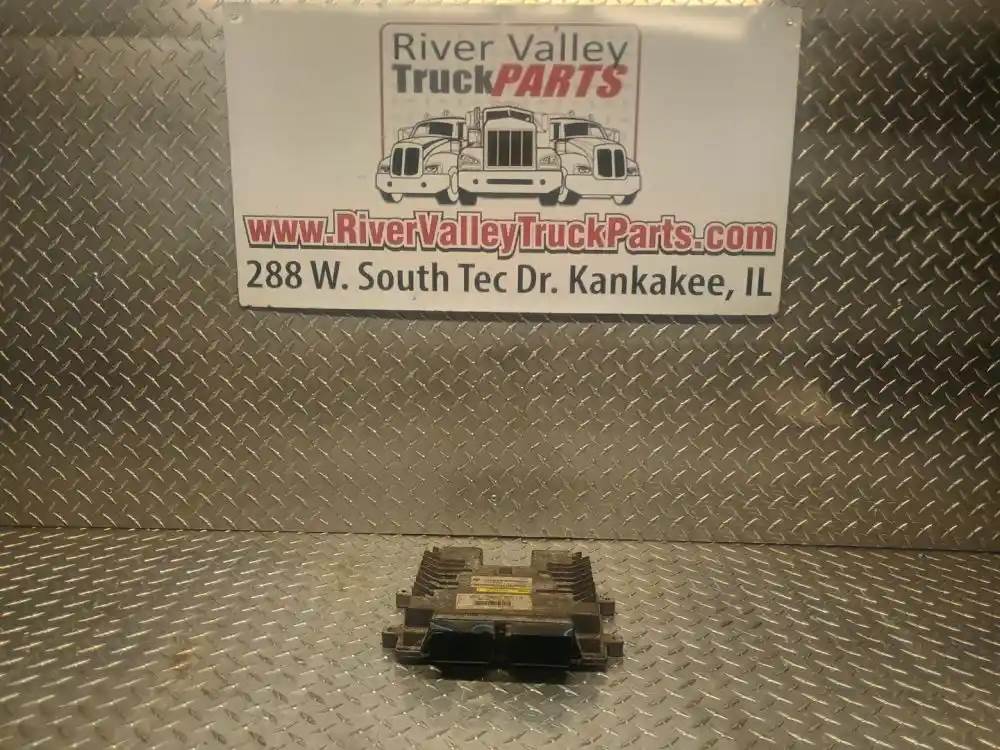 River Valley
TruckPARTS
www.RiverValleyTruckParts.com
288 W. South Tec Dr. Kankakee, IL